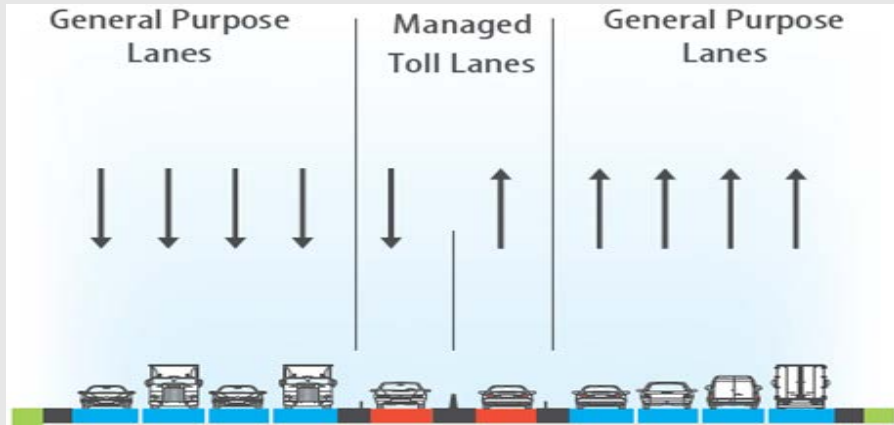 General Purpose
Lanes
Managed
Toll Lanes
General Purpose
Lanes